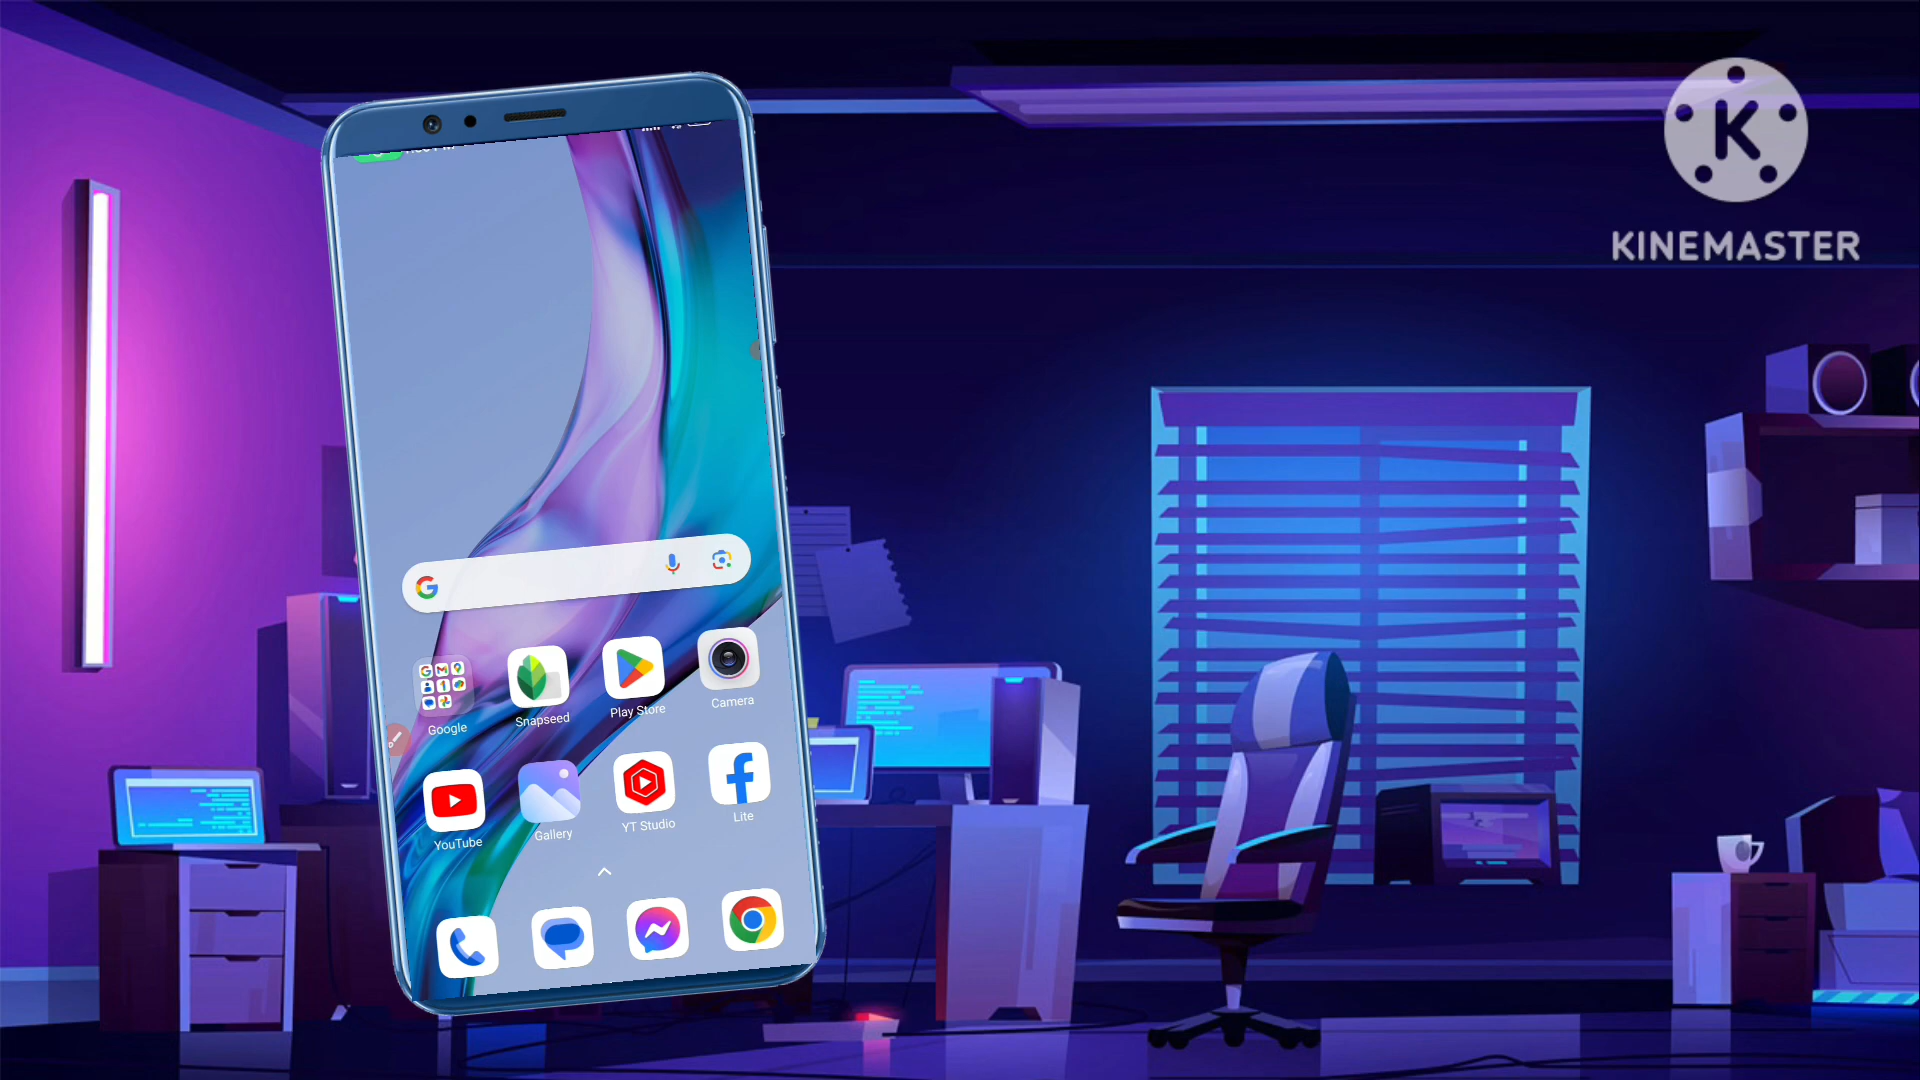 KINEMASTER
Google
Snapseed
Play Store
Camera
YouTube
Gallery
YT Studio
Lite